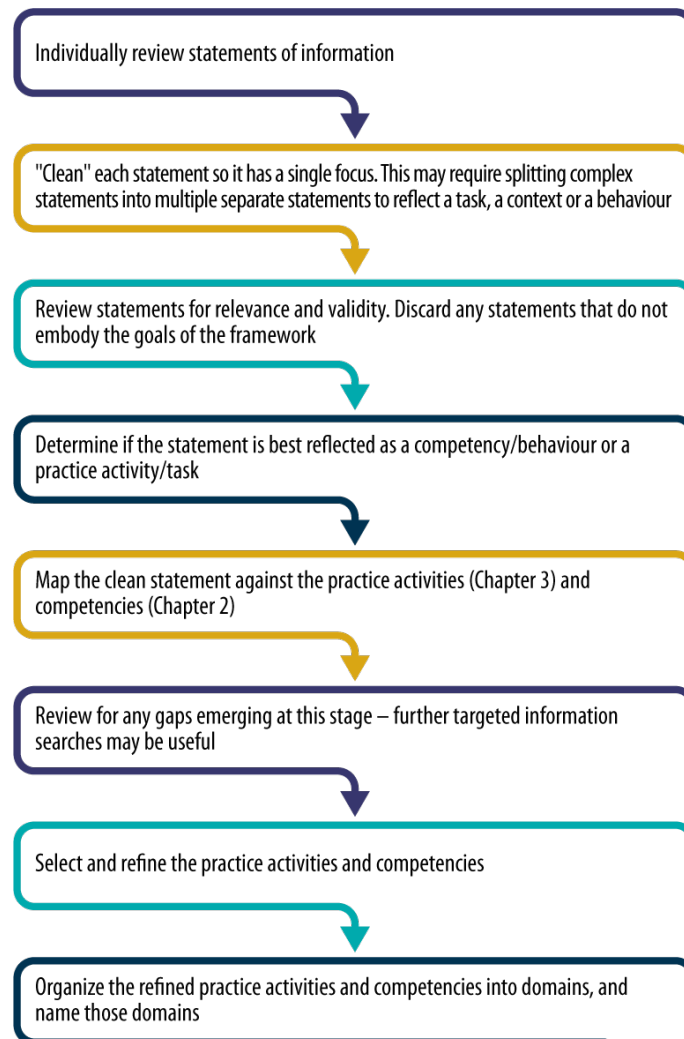 Individually review statements of information
"Clean" each statement so it has a single focus. This may require splitting complex
statements into multiple separate statements to reflect a task, a context or a behaviour
Review statements for relevance and validity. Discard any statements that do not
embody the goals of the framework
Determine if the statement is best reflected as a competency/behaviour or a
practice activity/task
Map the clean statement against the practice activities (Chapter 3) and
competencies (Chapter 2)
Review for any gaps emerging at this stage – further targeted information
searches may be useful
Select and refine the practice activities and competencies
Organize the refined practice activities and competencies into domains, and
name those domains